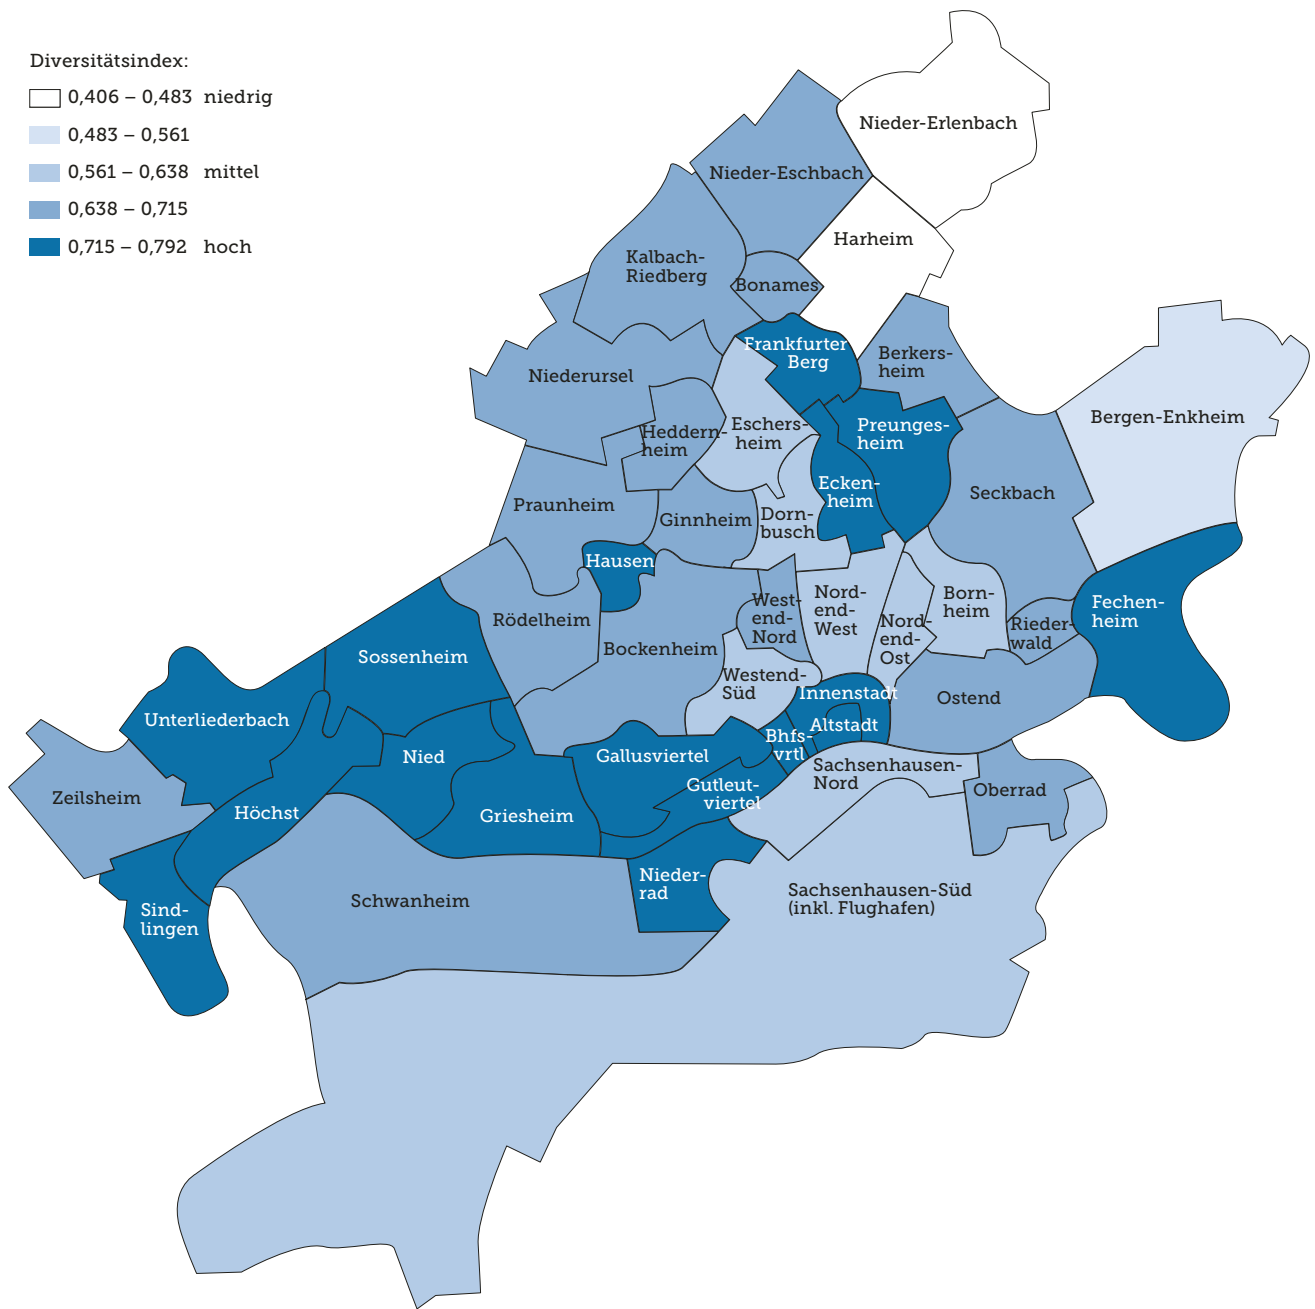 Diversitätsindex:
0,406 – 0,483 niedrig
0,483 – 0,561
0,561 – 0,638 mittel
0,638 – 0,715
0,715 – 0,792 hoch
Nieder-Erlenbach
Nieder-Eschbach
Harheim
Kalbach-
Riedberg
Bonames
Frankfurter
Berg
Berkers-
heim
Niederursel
Bergen-Enkheim
Heddern-
heim
Eschers-
heim
Preunges-
heim
Ecken-
heim
Seckbach
Praunheim
Ginnheim
Dorn-
busch
Hausen
Rödelheim
Bockenheim
West-
end-
Nord
Nord-
end-
West
Nord-
end-
Ost
Born-
heim
Rieder-
wald
Fechen-
heim
Sossenheim
Westend-
Süd
Innenstadt
Ostend
Unterliederbach
Altstadt
Bhfs-
vrtl
Nied
Gallusviertel
Sachsenhausen-
Nord
Gutleut-
viertel
Oberrad
Zeilsheim
Höchst
Griesheim
Nieder-
rad
Sachsenhausen-Süd
(inkl. Flughafen)
Schwanheim
Sind-
lingen